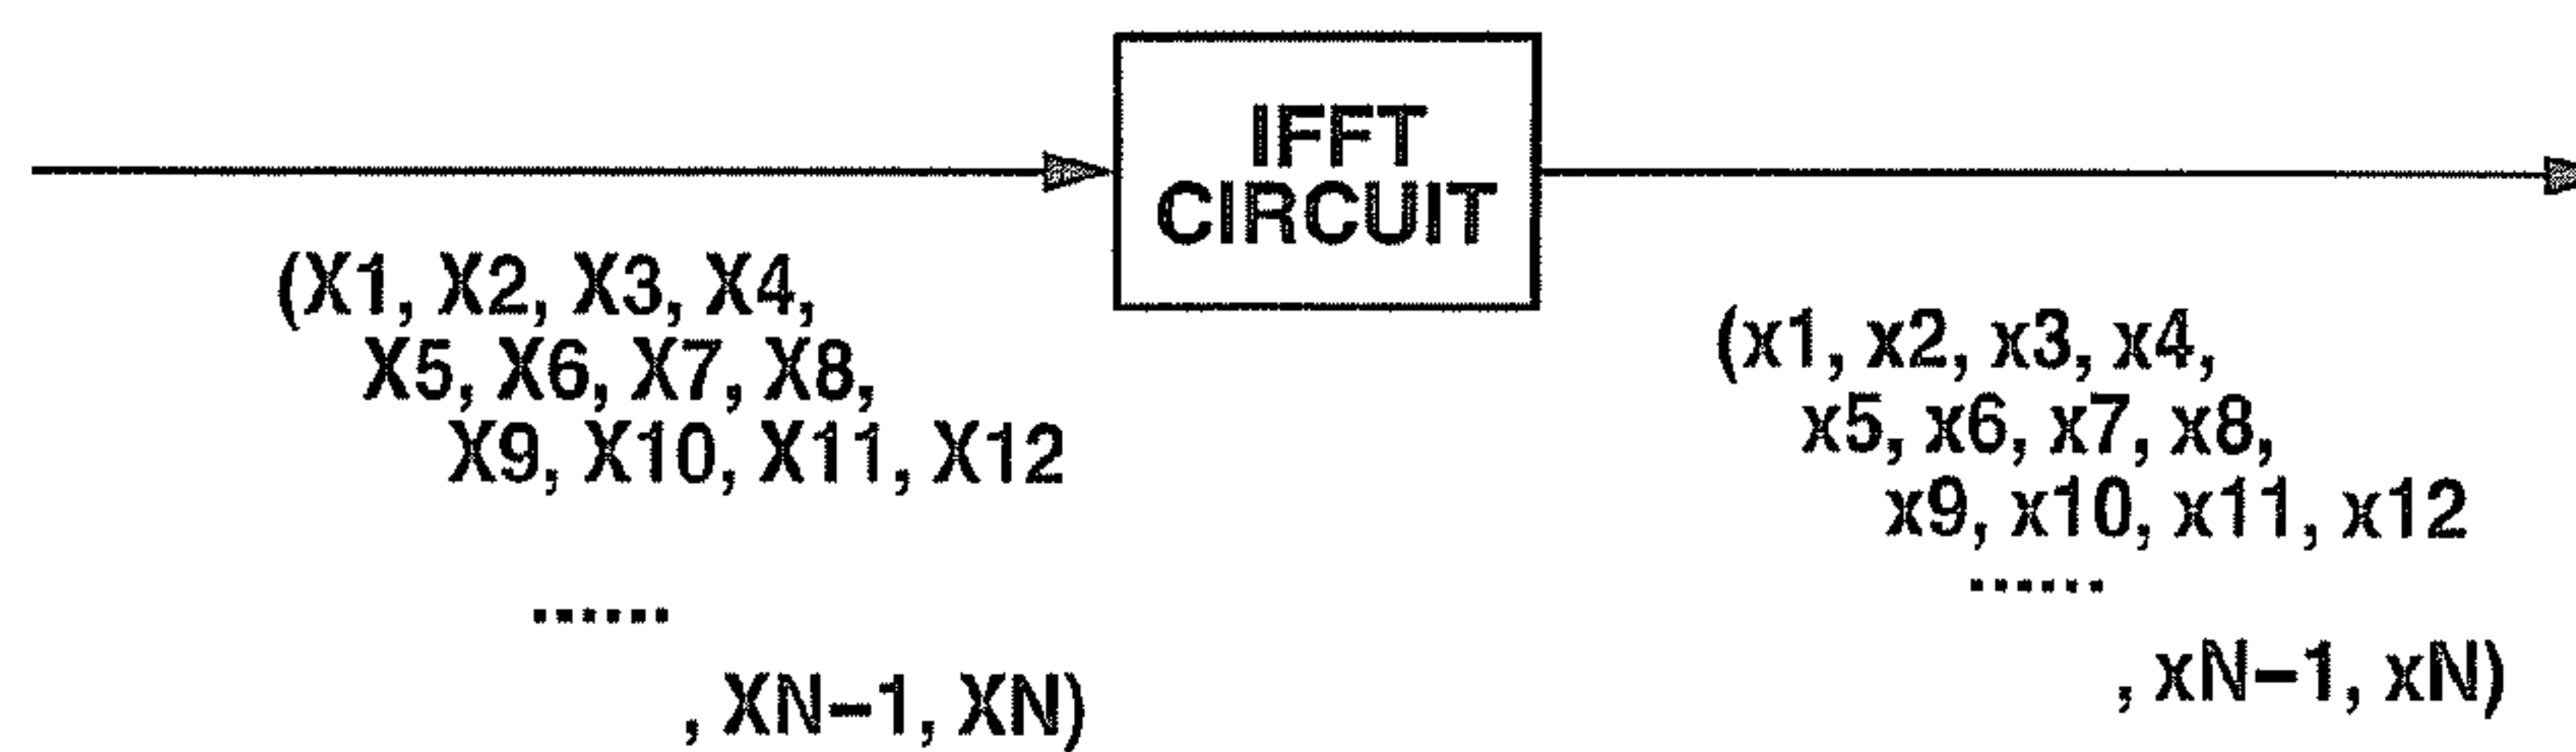 IFFT
CIRCUIT
(X1, X2, X3, X4,
X5, X6, X7, X8,
X9, X10, X11, X12
......
, XN–1, XN)
(x1, x2, x3, x4,
x5, x6, x7, x8,
x9, x10, x11, x12
......
, xN–1, xN)